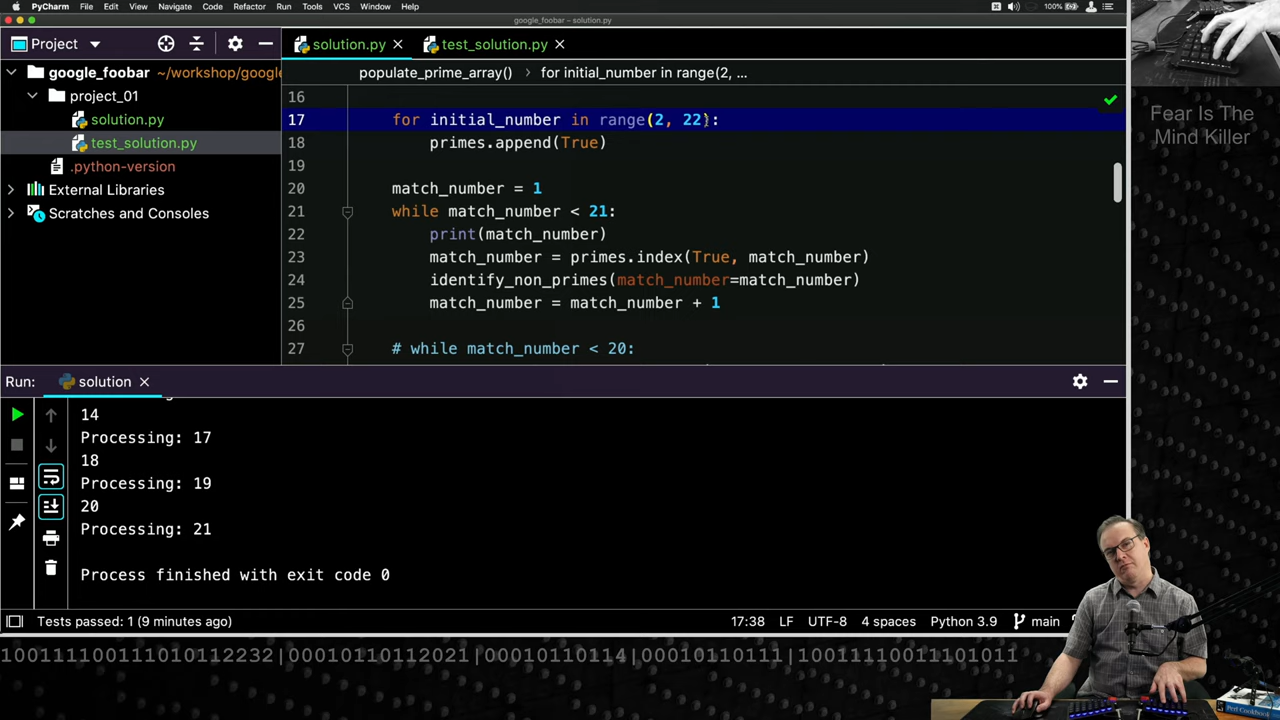 PyCharm File Edit View Navigate Code Refactor Run Tools VCS Window Help 100%
google_foobar – solution.py
Project solution.py test_solution.py
google_foobar ~/workshop/google populate_prime_array() for initial_number in range(2, ...
project_01
solution.py
test_solution.py
.python-version
External Libraries
Scratches and Consoles
16
17 for initial_number in range(2, 22):
18 primes.append(True)
19
20 match_number = 1
21 while match_number < 21:
22 print(match_number)
23 match_number = primes.index(True, match_number)
24 identify_non_primes(match_number=match_number)
25 match_number = match_number + 1
26
27 # while match_number < 20:
Fear Is The
Mind Killer
Run: solution
14
Processing: 17
18
Processing: 19
20
Processing: 21
Process finished with exit code 0
Tests passed: 1 (9 minutes ago) 17:38 LF UTF-8 4 spaces Python 3.9 main
Perl Cookbook